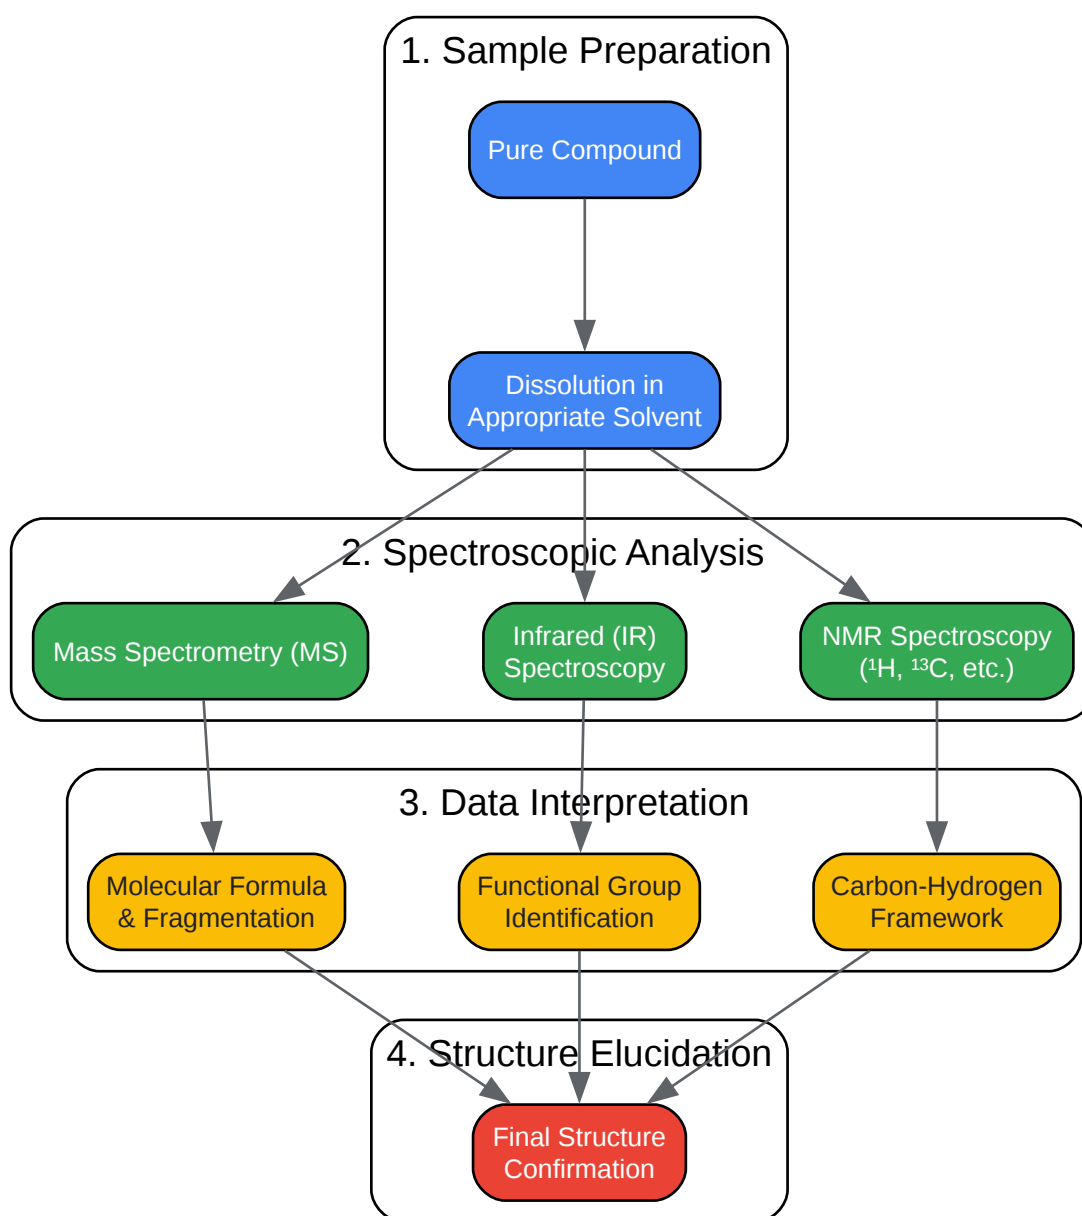 1. Sample Preparation
Pure Compound
Dissolution in
Appropriate Solvent
2. Spectroscopic Analysis
Mass Spectrometry (MS)
Infrared (IR)
Spectroscopy
NMR Spectroscopy
(¹H, ¹³C, etc.)
3. Data Interpretation
Molecular Formula
& Fragmentation
Functional Group
Identification
Carbon-Hydrogen
Framework
4. Structure Elucidation
Final Structure
Confirmation